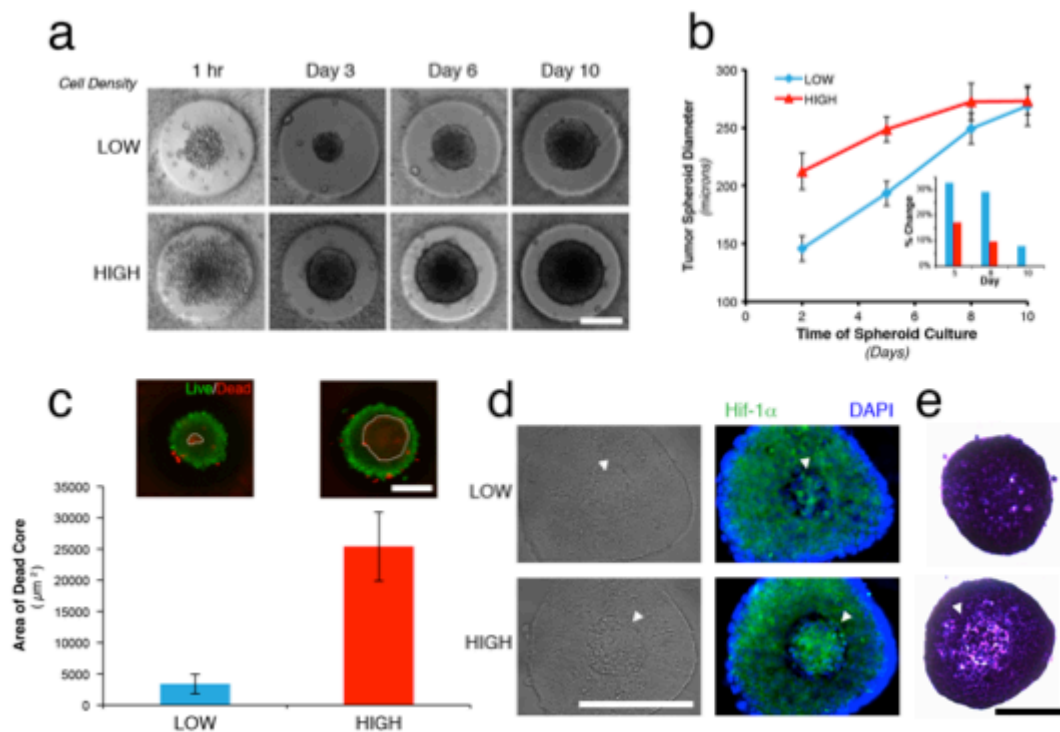 a
Cell Density
1 hr
Day 3
Day 6
Day 10
LOW
HIGH
b
LOW
HIGH
Tumor Spheroid Diameter
(microns)
300
250
200
150
100
0
2
4
6
8
10
Time of Spheroid Culture
(Days)
% Change
30%
20%
10%
0%
5
8
10
Day
c
Live/Dead
Area of Dead Core
(μm²)
35000
30000
25000
20000
15000
10000
5000
0
LOW
HIGH
d
Hif-1α
DAPI
LOW
HIGH
e